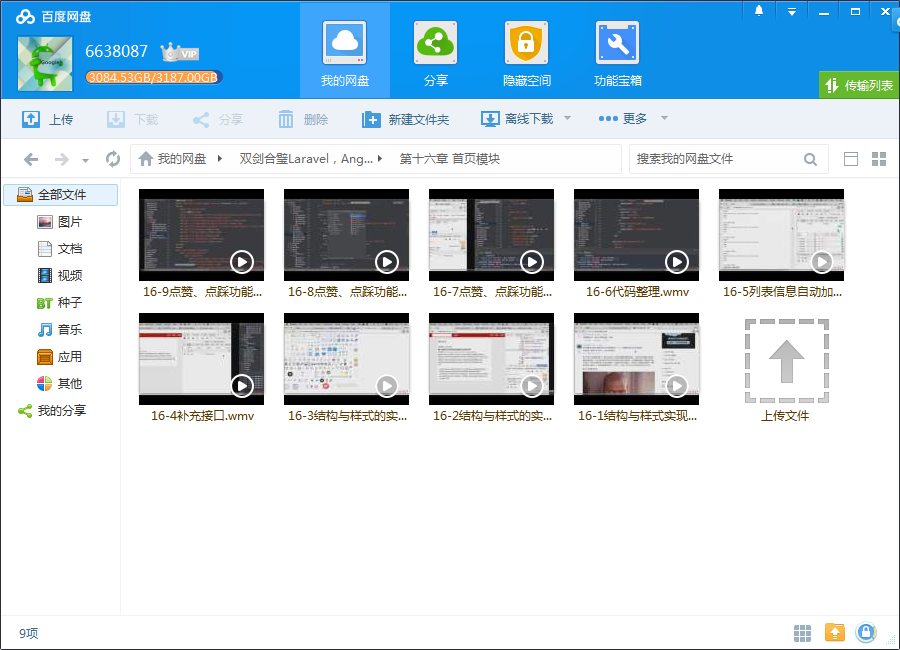 百度网盘
6638087
VIP
3084.53GB/3187.00GB
我的网盘
分享
隐藏空间
功能宝箱
传输列表
上传
下载
分享
删除
新建文件夹
离线下载
更多
我的网盘
双剑合璧Laravel，Ang...
第十六章 首页模块
搜索我的网盘文件
全部文件
图片
文档
视频
BT 种子
音乐
应用
其他
我的分享
16-9点赞、点踩功能...
16-8点赞、点踩功能...
16-7点赞、点踩功能...
16-6代码整理.wmv
16-5列表信息自动加...
16-4补充接口.wmv
16-3结构与样式的实...
16-2结构与样式的实...
16-1结构与样式实现...
上传文件
9项